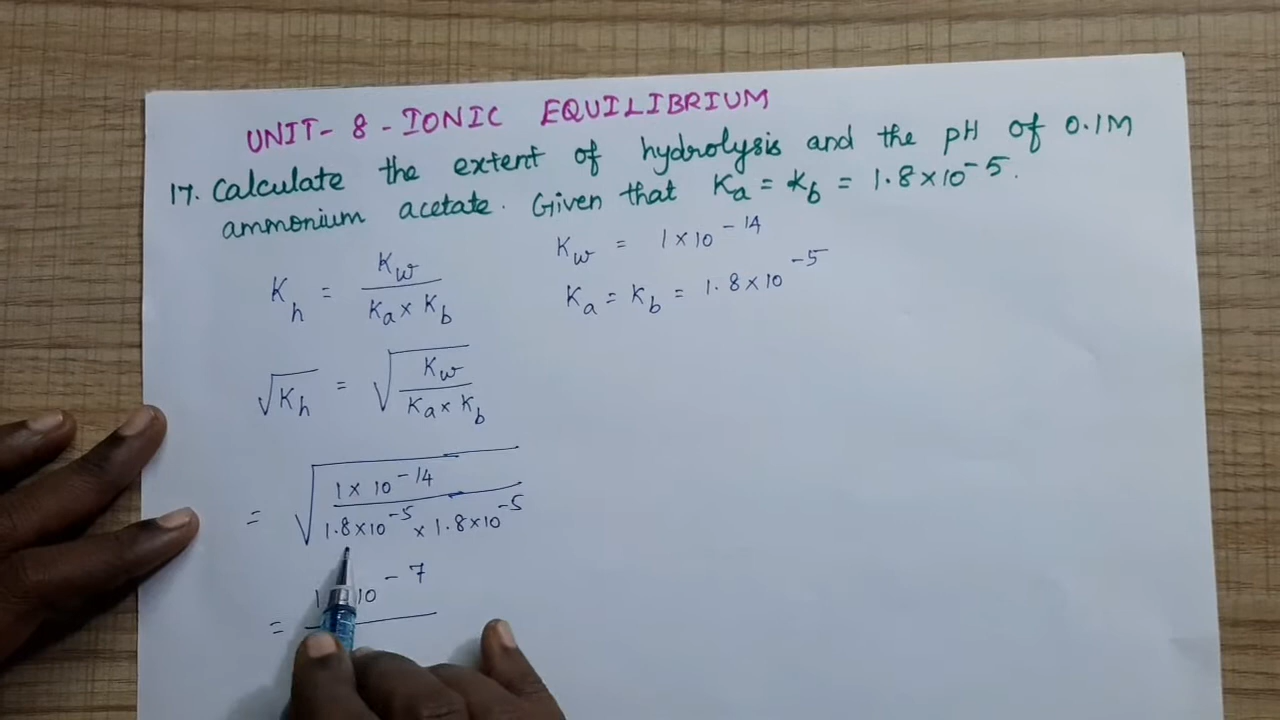 UNIT- 8 - IONIC EQUILIBRIUM
17. Calculate the extent of hydrolysis and the pH of 0.1M
ammonium acetate. Given that Ka = Kb = 1.8×10⁻⁵.
Kw = 1×10⁻¹⁴
Ka = Kb = 1.8×10⁻⁵
Kh = Kw / Ka × Kb
√Kh = √(Kw / Ka × Kb)
= √(1×10⁻¹⁴ / 1.8×10⁻⁵ × 1.8×10⁻⁵)
= 1 10⁻⁷